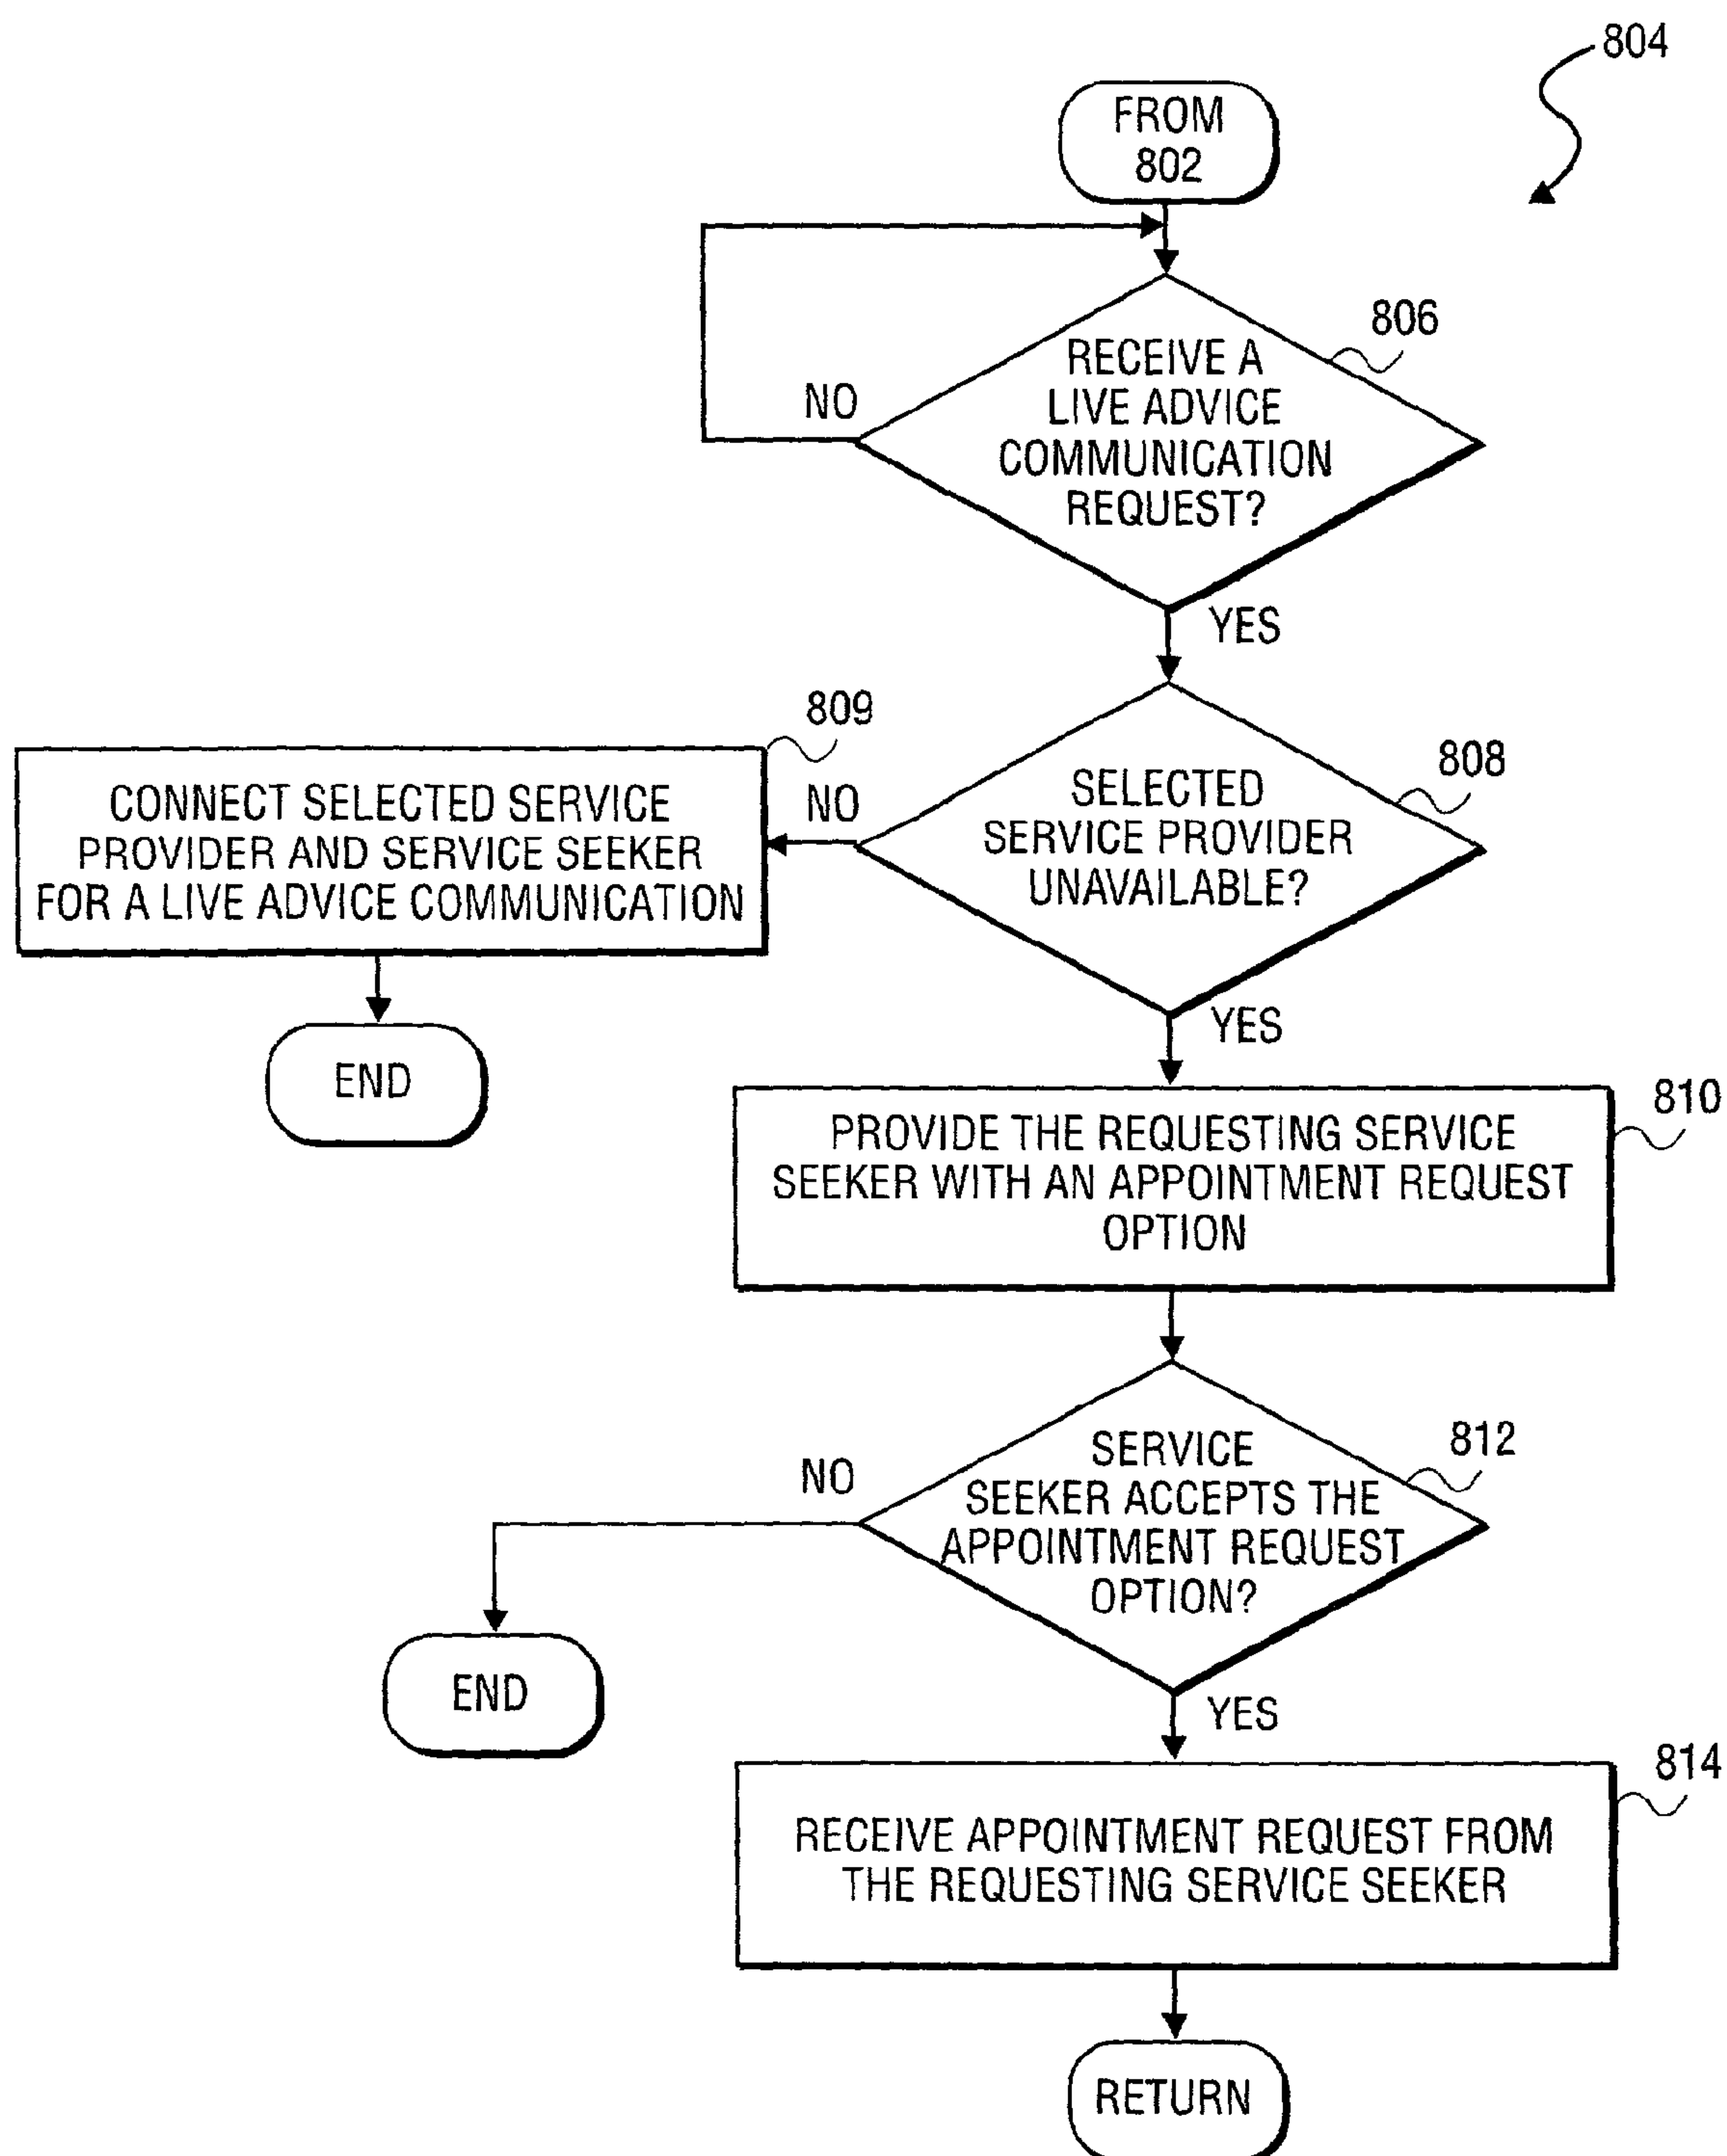 804
FROM
802
806
RECEIVE A
LIVE ADVICE
COMMUNICATION
REQUEST?
NO
YES
809
808
CONNECT SELECTED SERVICE
PROVIDER AND SERVICE SEEKER
FOR A LIVE ADVICE COMMUNICATION
NO
SELECTED
SERVICE PROVIDER
UNAVAILABLE?
YES
END
810
PROVIDE THE REQUESTING SERVICE
SEEKER WITH AN APPOINTMENT REQUEST
OPTION
812
SERVICE
SEEKER ACCEPTS THE
APPOINTMENT REQUEST
OPTION?
NO
END
YES
814
RECEIVE APPOINTMENT REQUEST FROM
THE REQUESTING SERVICE SEEKER
RETURN